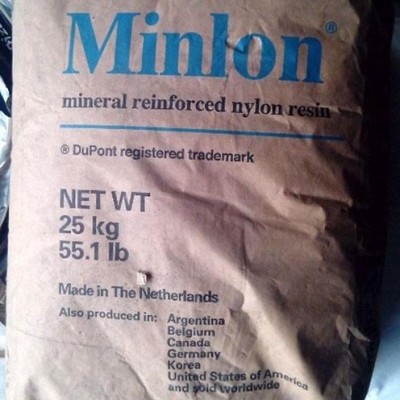 Minlon®
mineral reinforced nylon resin
® DuPont registered trademark
NET WT
25 kg
55.1 lb
Made in The Netherlands
Also produced in: Argentina
Belgium
Canada
Germany
Korea
United States of America
and sold worldwide